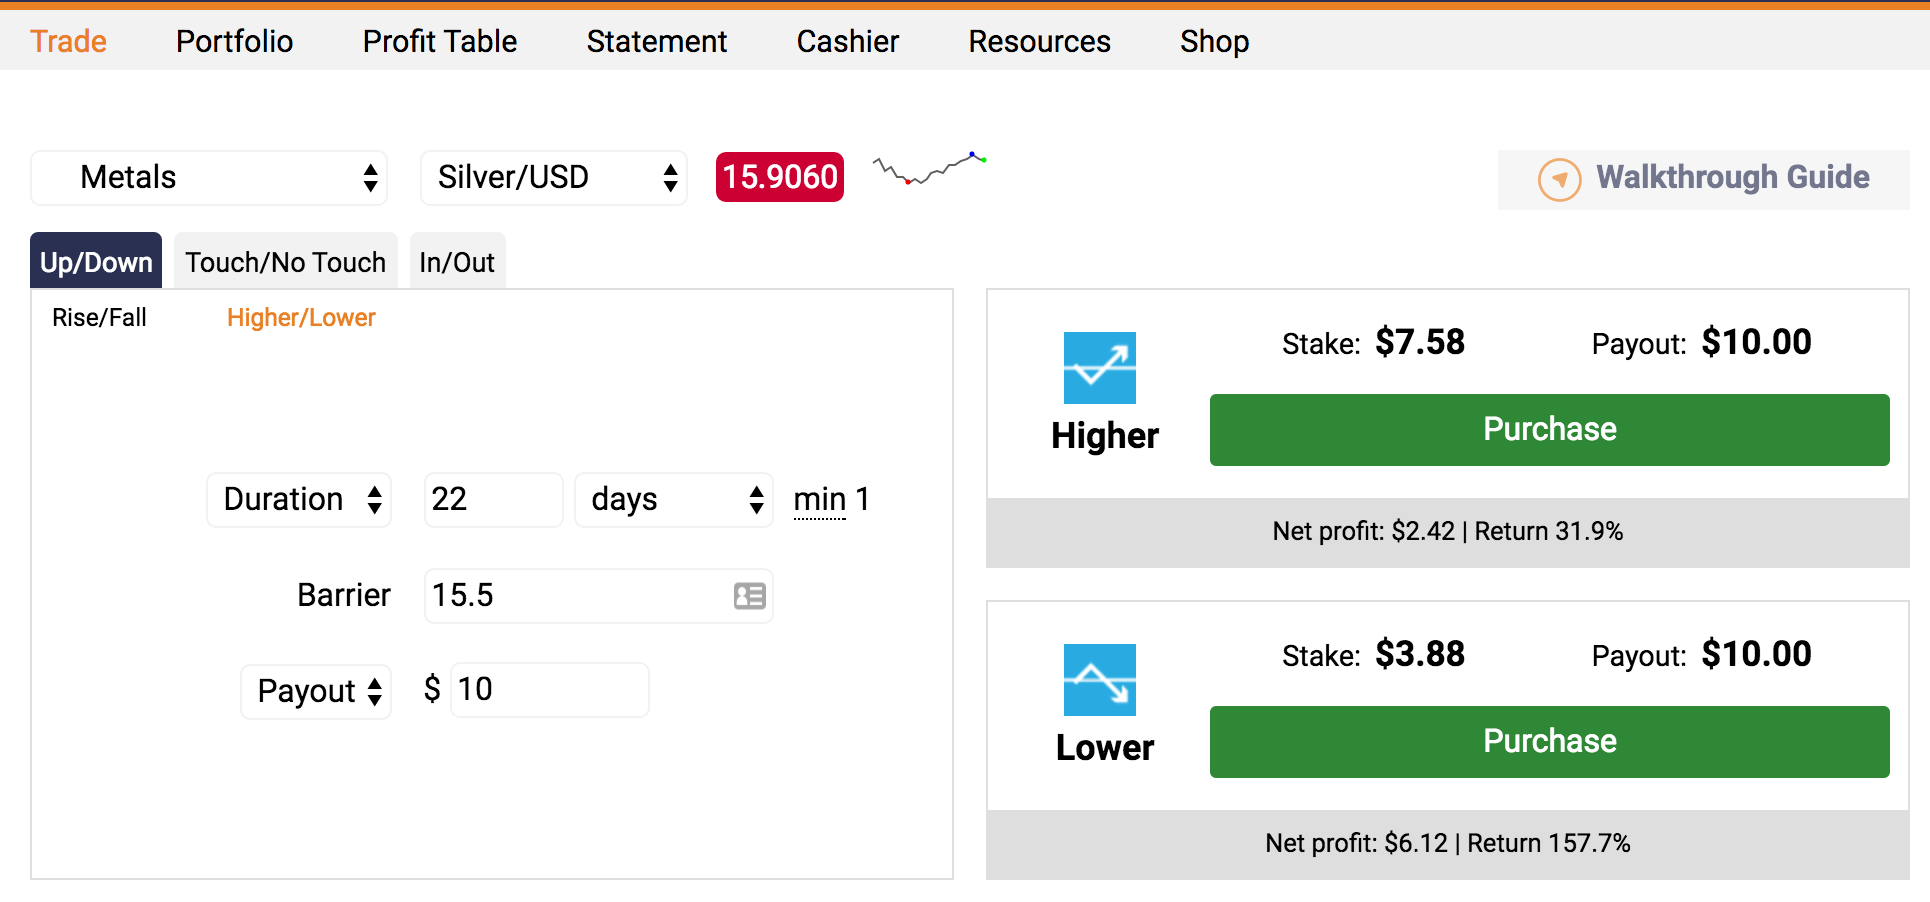 Trade Portfolio Profit Table Statement Cashier Resources Shop
Metals Silver/USD 15.9060 Walkthrough Guide
Up/Down Touch/No Touch In/Out
Rise/Fall Higher/Lower
Duration 22 days min 1
Barrier 15.5
Payout $ 10
Stake: $7.58 Payout: $10.00
Higher
Purchase
Net profit: $2.42 | Return 31.9%
Stake: $3.88 Payout: $10.00
Lower
Purchase
Net profit: $6.12 | Return 157.7%